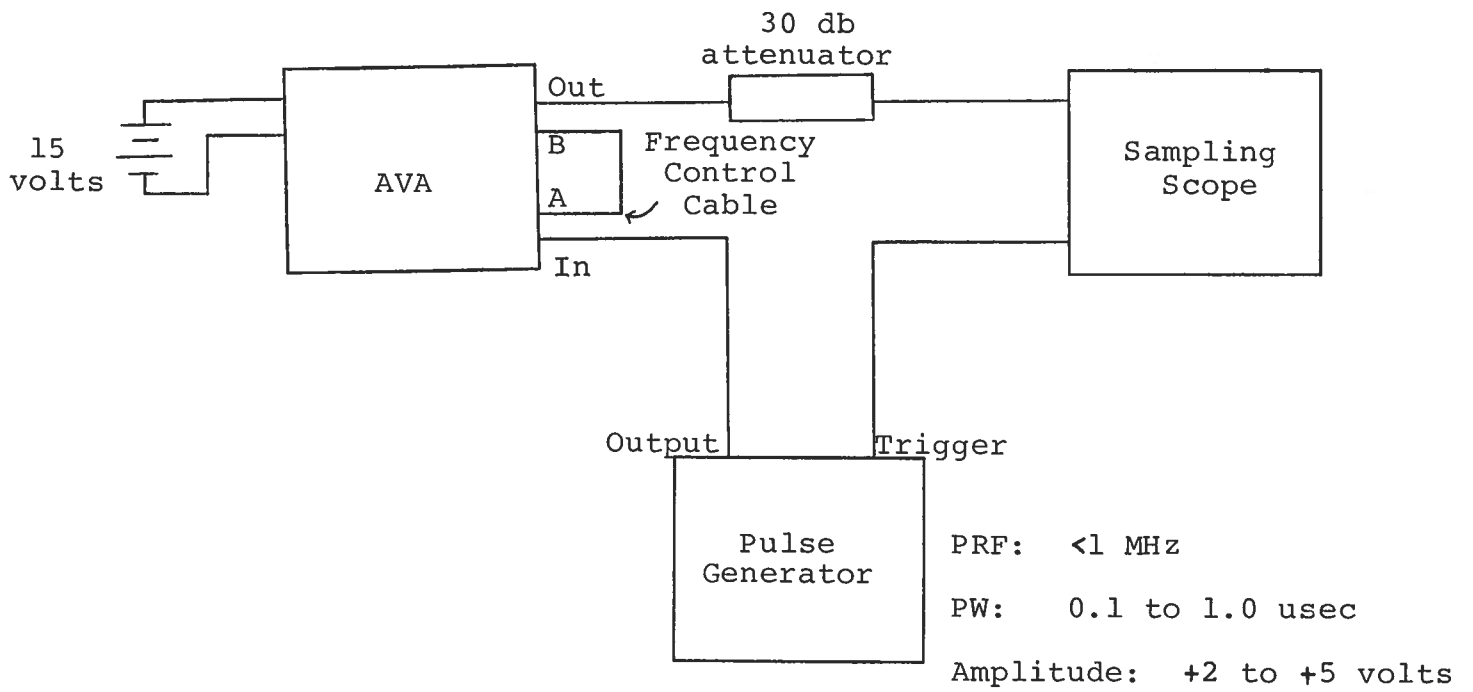 30 db
attenuator
Out
15
volts
AVA
B
A
Frequency
Control
Cable
In
Sampling
Scope
Output
Trigger
Pulse
Generator
PRF: <1 MHz
PW: 0.1 to 1.0 usec
Amplitude: +2 to +5 volts